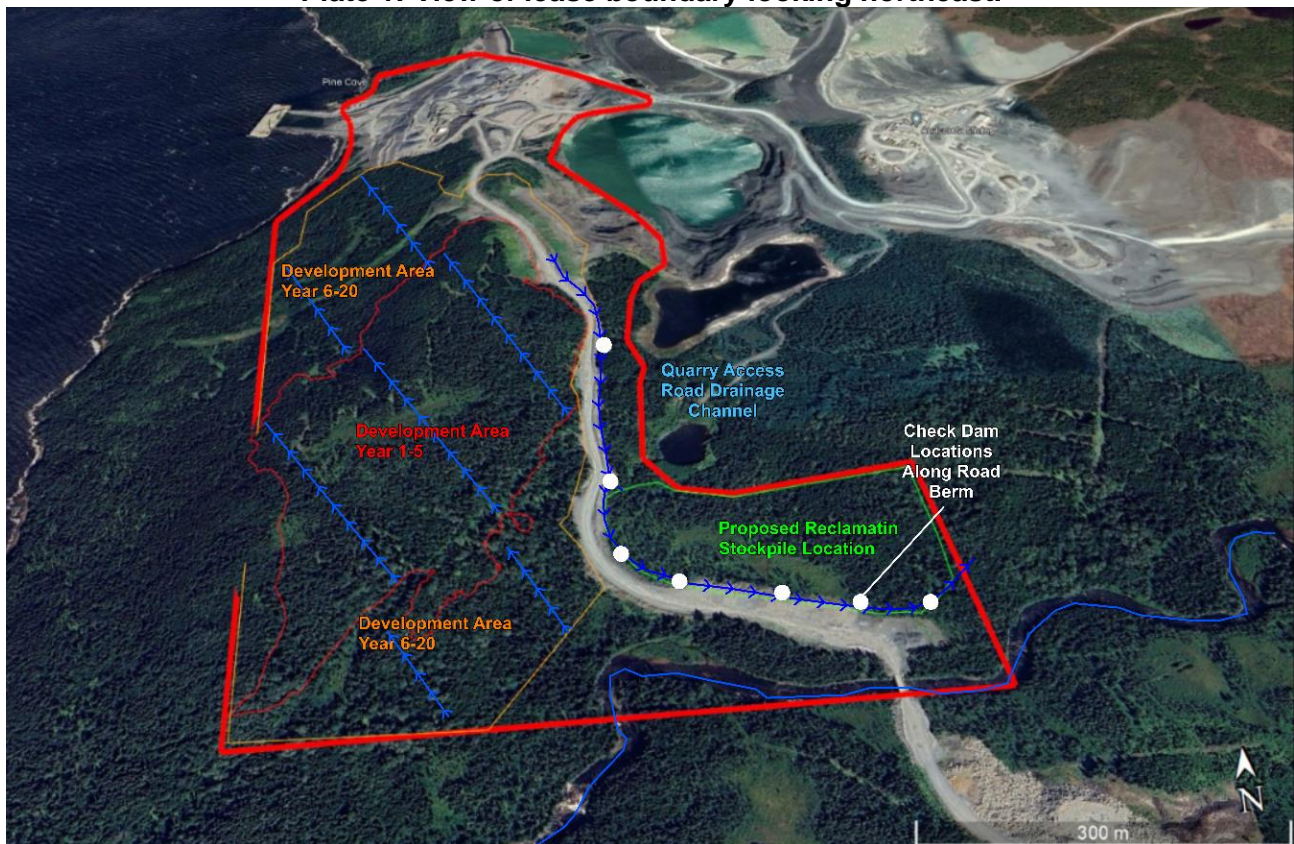 Plate 1: View of lease boundary looking northeast.
Pine Cove
Development Area
Year 6-20
Development Area
Year 1-5
Quarry Access
Road Drainage
Channel
Check Dam
Locations
Along Road
Berm
Proposed Reclamatin
Stockpile Location
Development Area
Year 6-20
N
300 m